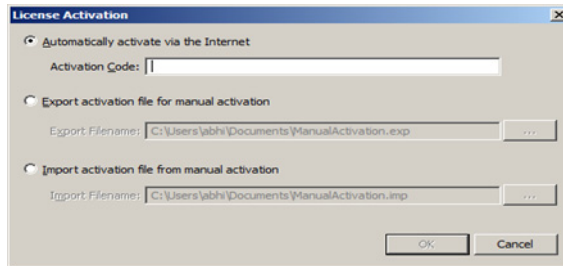 License Activation
Automatically activate via the Internet
Activation Code:
Export activation file for manual activation
Export Filename: C:\Users\abhi\Documents\ManualActivation.exp ...
Import activation file from manual activation
Import Filename: C:\Users\abhi\Documents\ManualActivation.imp ...
OK Cancel